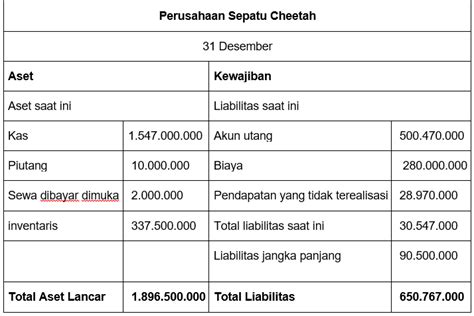 Perusahaan Sepatu Cheetah
31 Desember
Aset Kewajiban
Aset saat ini Liabilitas saat ini
Kas 1.547.000.000 Akun utang 500.470.000
Piutang 10.000.000 Biaya 280.000.000
Sewa dibayar dimuka 2.000.000 Pendapatan yang tidak terealisasi 28.970.000
inventaris 337.500.000 Total liabilitas saat ini 30.547.000
Liabilitas jangka panjang 90.500.000
Total Aset Lancar 1.896.500.000 Total Liabilitas 650.767.000